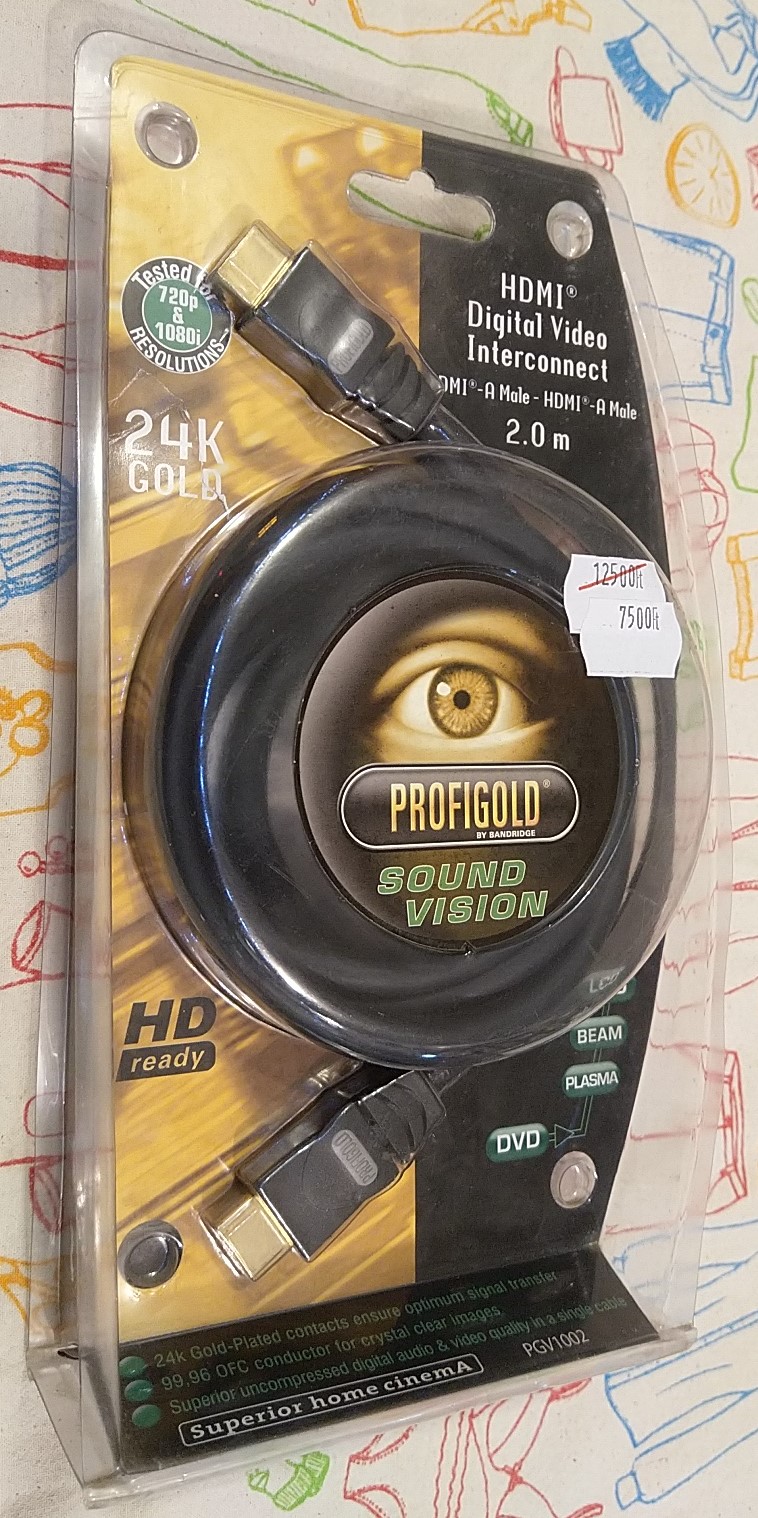 HDMI®
Digital Video
Interconnect
DMI®-A Male - HDMI®-A Male
2.0 m
Tested for
720p
&
1080i
RESOLUTIONS
24K
GOLD
PROFIGOLD
PROFIGOLD
12500Ft
7500Ft
PROFIGOLD®
BY BANDRIDGE
SOUND
VISION
HD
ready
BEAM
PLASMA
DVD
24k Gold-Plated contacts ensure optimum signal transfer
99,96 OFC conductor for crystal clear images.
Superior uncompressed digital audio & video quality in a single cable
Superior home cinemA
PGV1002